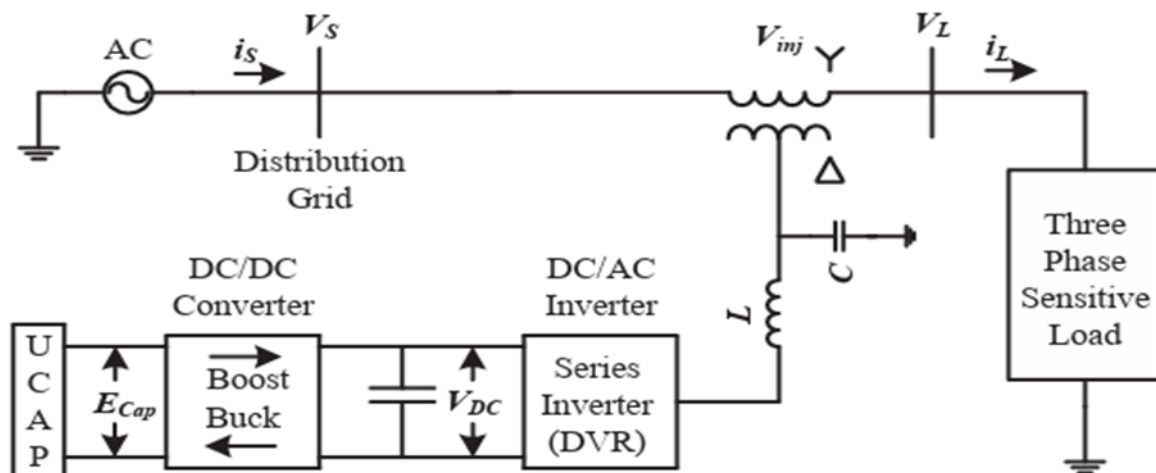 AC
i_S
V_S
V_inj
V_L
i_L
Distribution
Grid
Three
Phase
Sensitive
Load
C
L
DC/DC
Converter
DC/AC
Inverter
U
C
A
P
E_Cap
Boost
Buck
V_DC
Series
Inverter
(DVR)